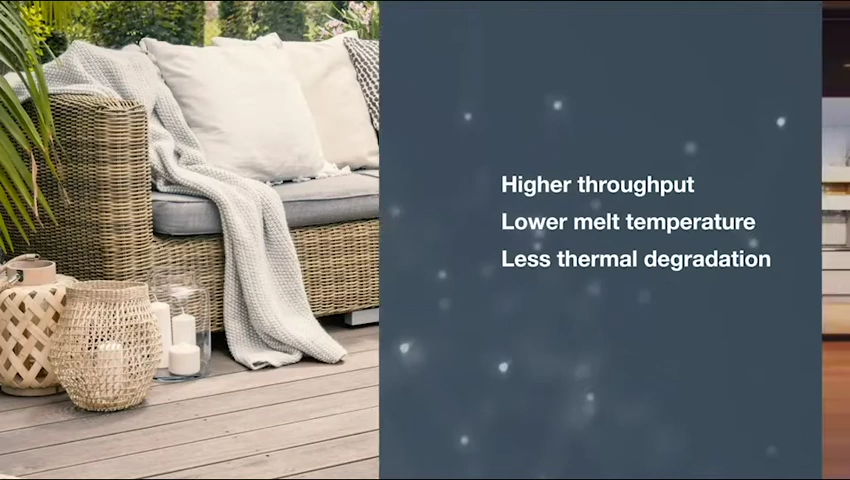 Higher throughput
Lower melt temperature
Less thermal degradation